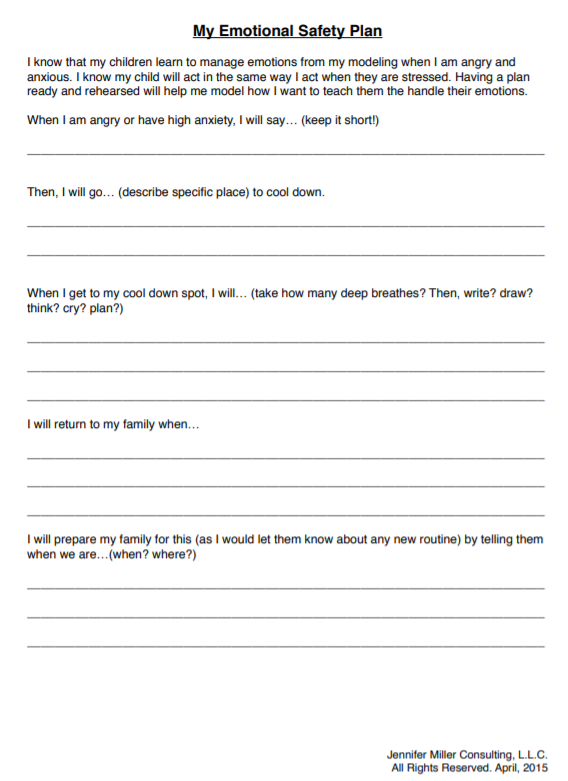 My Emotional Safety Plan
I know that my children learn to manage emotions from my modeling when I am angry and
anxious. I know my child will act in the same way I act when they are stressed. Having a plan
ready and rehearsed will help me model how I want to teach them the handle their emotions.
When I am angry or have high anxiety, I will say… (keep it short!)
Then, I will go… (describe specific place) to cool down.
When I get to my cool down spot, I will… (take how many deep breathes? Then, write? draw?
think? cry? plan?)
I will return to my family when…
I will prepare my family for this (as I would let them know about any new routine) by telling them
when we are…(when? where?)
Jennifer Miller Consulting, L.L.C.
All Rights Reserved. April, 2015